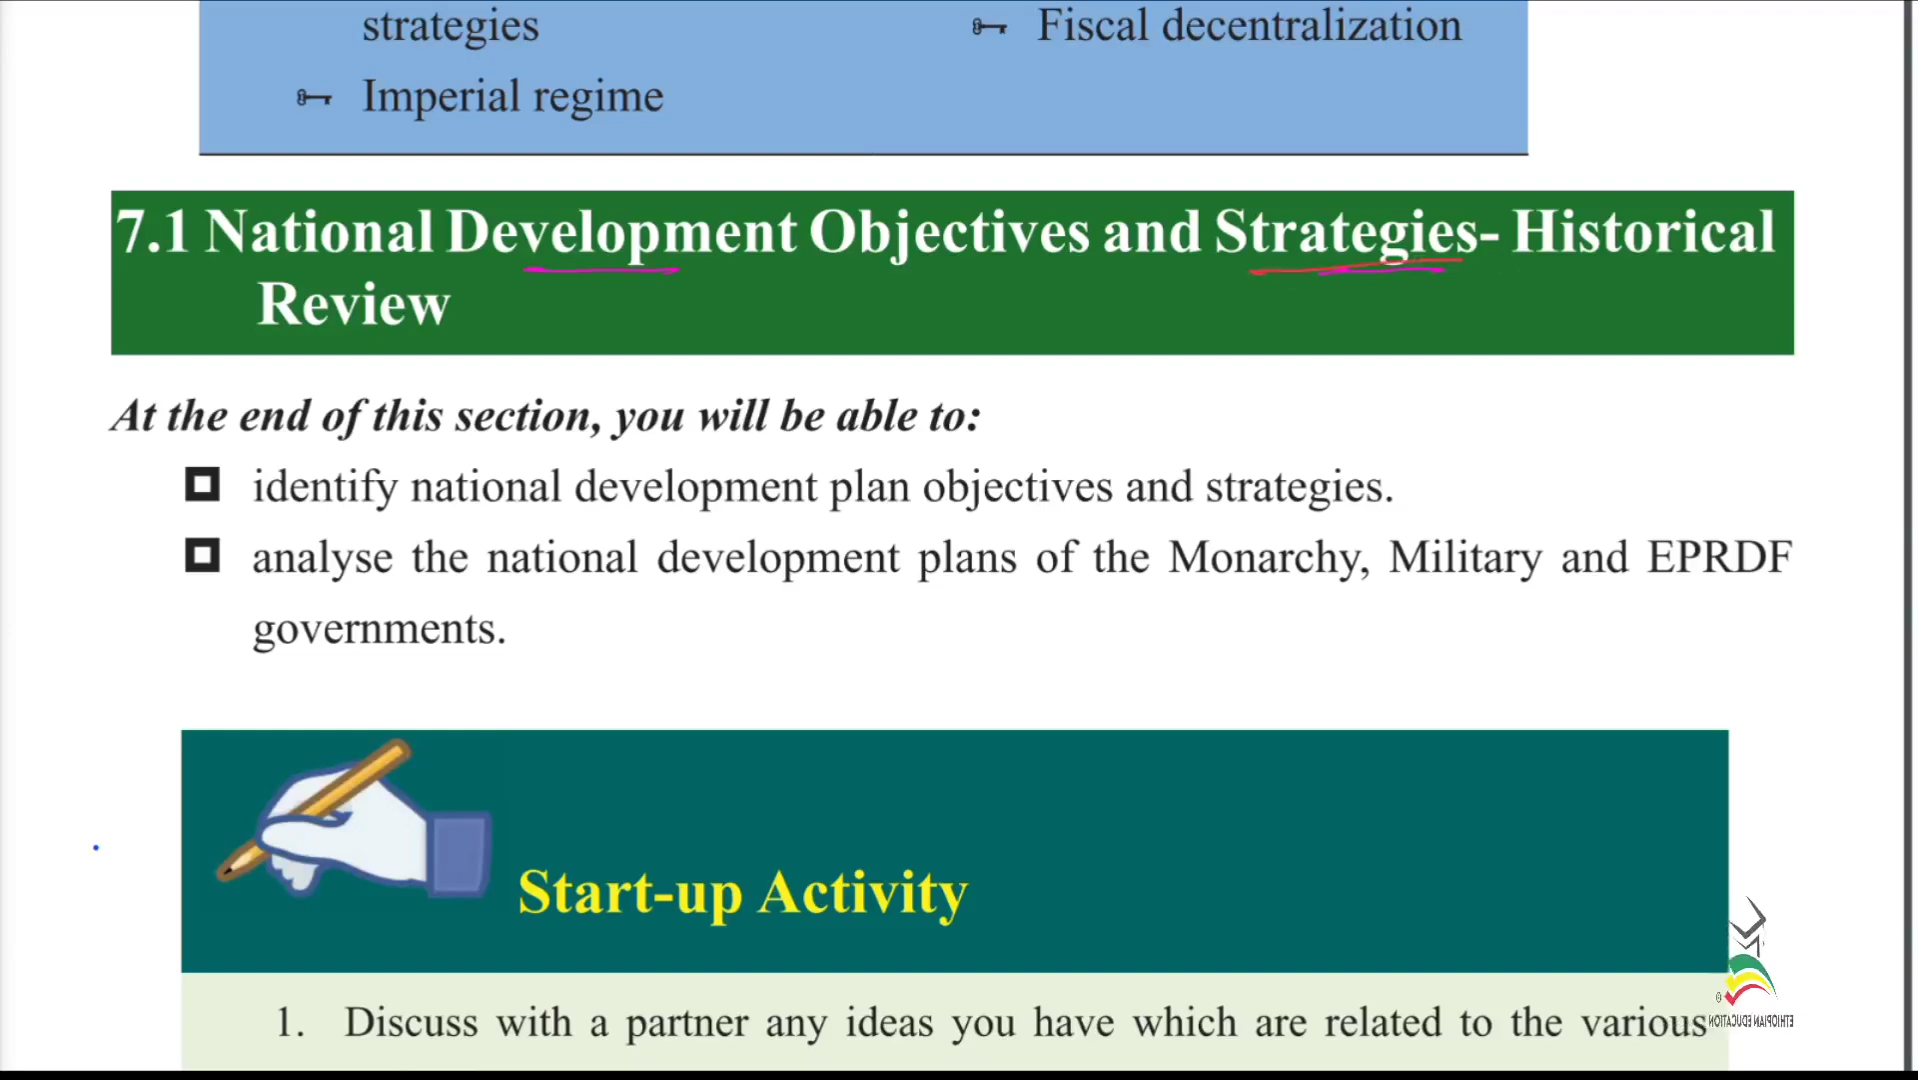 strategies
Fiscal decentralization
Imperial regime
7.1 National Development Objectives and Strategies- Historical
Review
At the end of this section, you will be able to:
identify national development plan objectives and strategies.
analyse the national development plans of the Monarchy, Military and EPRDF
governments.
Start-up Activity
1. Discuss with a partner any ideas you have which are related to the various
ETHIOPIAN EDUCATION